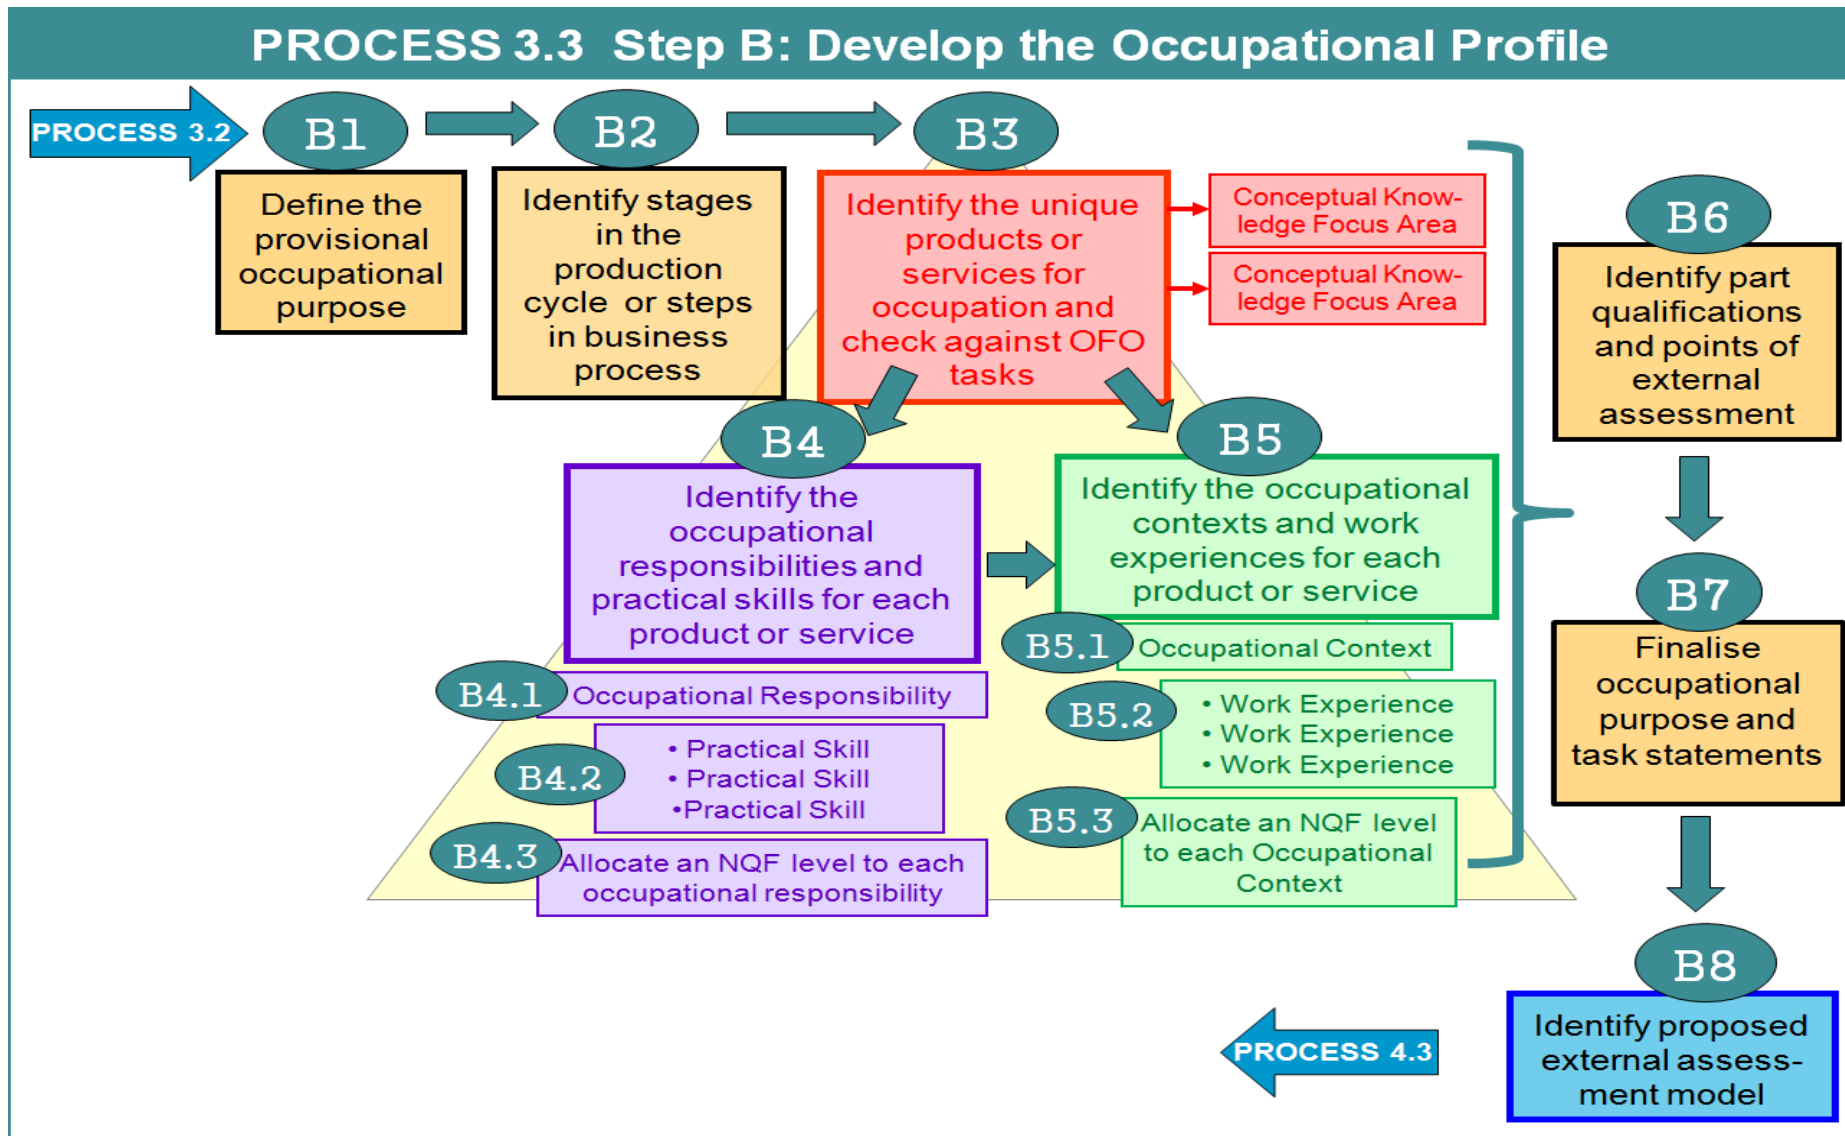 PROCESS 3.3  Step B: Develop the Occupational Profile
PROCESS 3.2
B1
Define the
provisional
occupational
purpose
B2
Identify stages
in the
production
cycle or steps
in business
process
B3
Identify the unique
products or
services for
occupation and
check against OFO
tasks
Conceptual Know-
ledge Focus Area
Conceptual Know-
ledge Focus Area
B4
Identify the
occupational
responsibilities and
practical skills for each
product or service
B4.1
Occupational Responsibility
B4.2
• Practical Skill
• Practical Skill
•Practical Skill
B4.3
Allocate an NQF level to each
occupational responsibility
B5
Identify the occupational
contexts and work
experiences for each
product or service
B5.1
Occupational Context
B5.2
• Work Experience
• Work Experience
• Work Experience
B5.3
Allocate an NQF level
to each Occupational
Context
B6
Identify part
qualifications
and points of
external
assessment
B7
Finalise
occupational
purpose and
task statements
B8
Identify proposed
external assess-
ment model
PROCESS 4.3